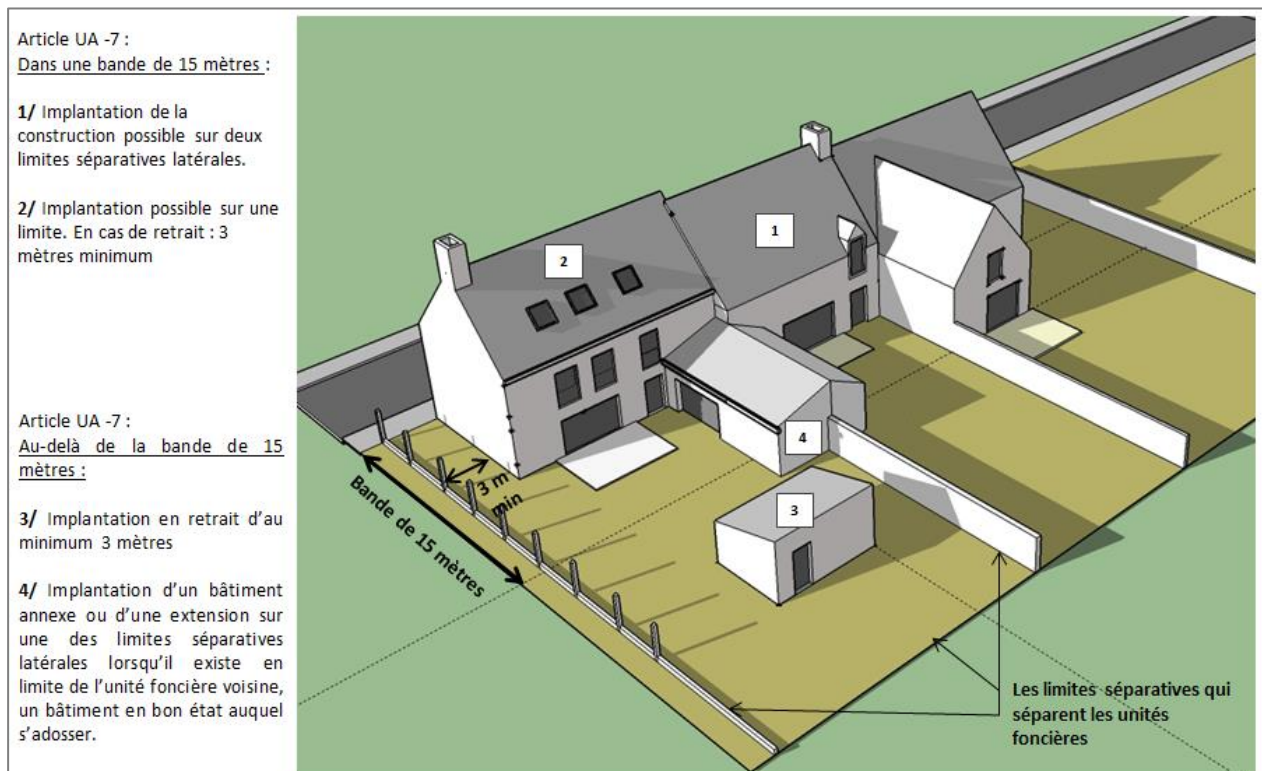 Article UA -7 :
Dans une bande de 15 mètres :
1/ Implantation de la
construction possible sur deux
limites séparatives latérales.
2/ Implantation possible sur une
limite. En cas de retrait : 3
mètres minimum
Article UA -7 :
Au-delà de la bande de 15
mètres :
3/ Implantation en retrait d’au
minimum 3 mètres
4/ Implantation d’un bâtiment
annexe ou d’une extension sur
une des limites séparatives
latérales lorsqu’il existe en
limite de l’unité foncière voisine,
un bâtiment en bon état auquel
s’adosser.
1
2
4
3
3 m
min
Bande de 15 mètres
Les limites séparatives qui
séparent les unités
foncières